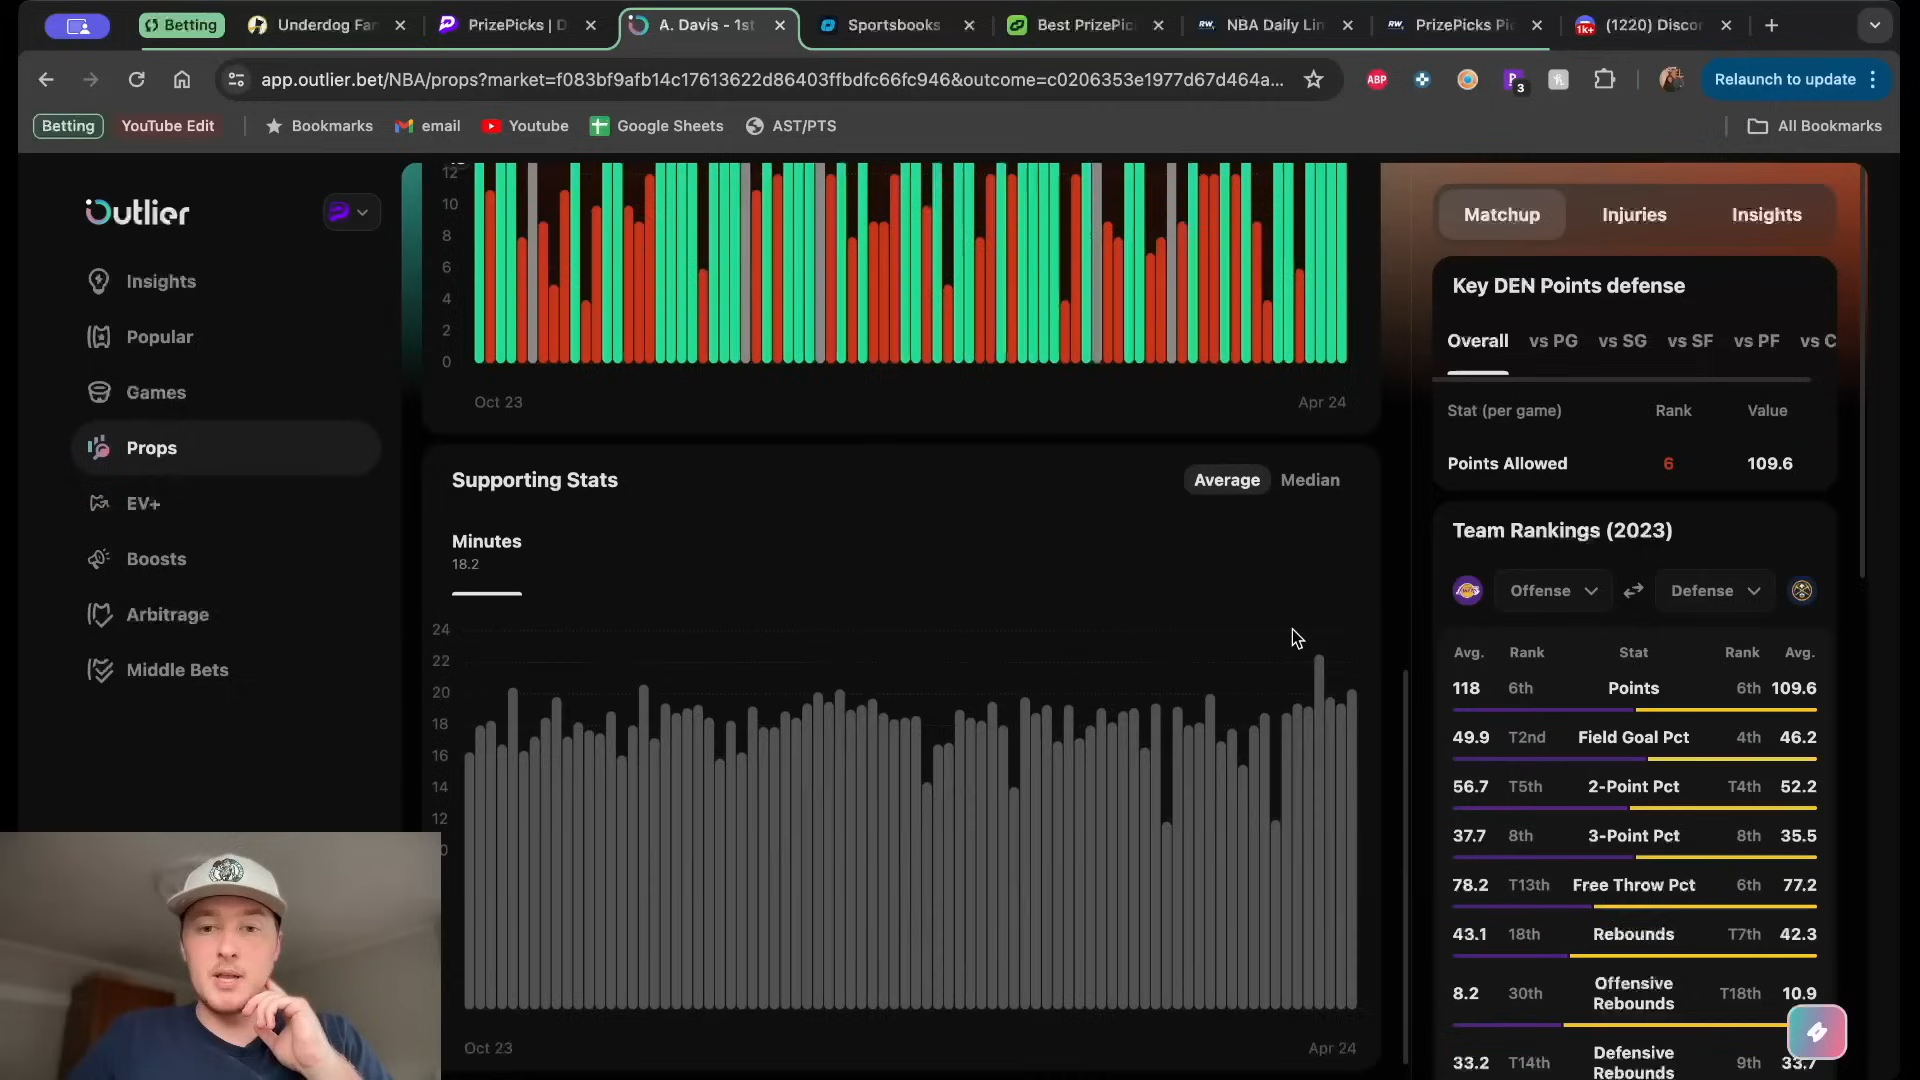 Betting
Underdog Far
PrizePicks | D
A. Davis - 1st
Sportsbooks
Best PrizePic
NBA Daily Lin
PrizePicks Pi
(1220) Discor
app.outlier.bet/NBA/props?market=f083bf9afb14c17613622d86403ffbdfc66fc946&outcome=c0206353e1977d67d464a...
ABP
3
Relaunch to update
Betting
YouTube Edit
Bookmarks
email
Youtube
Google Sheets
AST/PTS
All Bookmarks
Outlier
Insights
Popular
Games
Props
EV+
Boosts
Arbitrage
Middle Bets
12
10
8
6
4
2
0
Oct 23
Apr 24
Supporting Stats
Average
Median
Minutes
18.2
24
22
20
18
16
14
12
Oct 23
Apr 24
Matchup
Injuries
Insights
Key DEN Points defense
Overall
vs PG
vs SG
vs SF
vs PF
vs C
Stat (per game)
Rank
Value
Points Allowed
6
109.6
Team Rankings (2023)
Offense
Defense
Avg. Rank Stat Rank Avg.
118 6th Points 6th 109.6
49.9 T2nd Field Goal Pct 4th 46.2
56.7 T5th 2-Point Pct T4th 52.2
37.7 8th 3-Point Pct 8th 35.5
78.2 T13th Free Throw Pct 6th 77.2
43.1 18th Rebounds T7th 42.3
8.2 30th Offensive Rebounds T18th 10.9
33.2 T14th Defensive Rebounds 9th 33.7